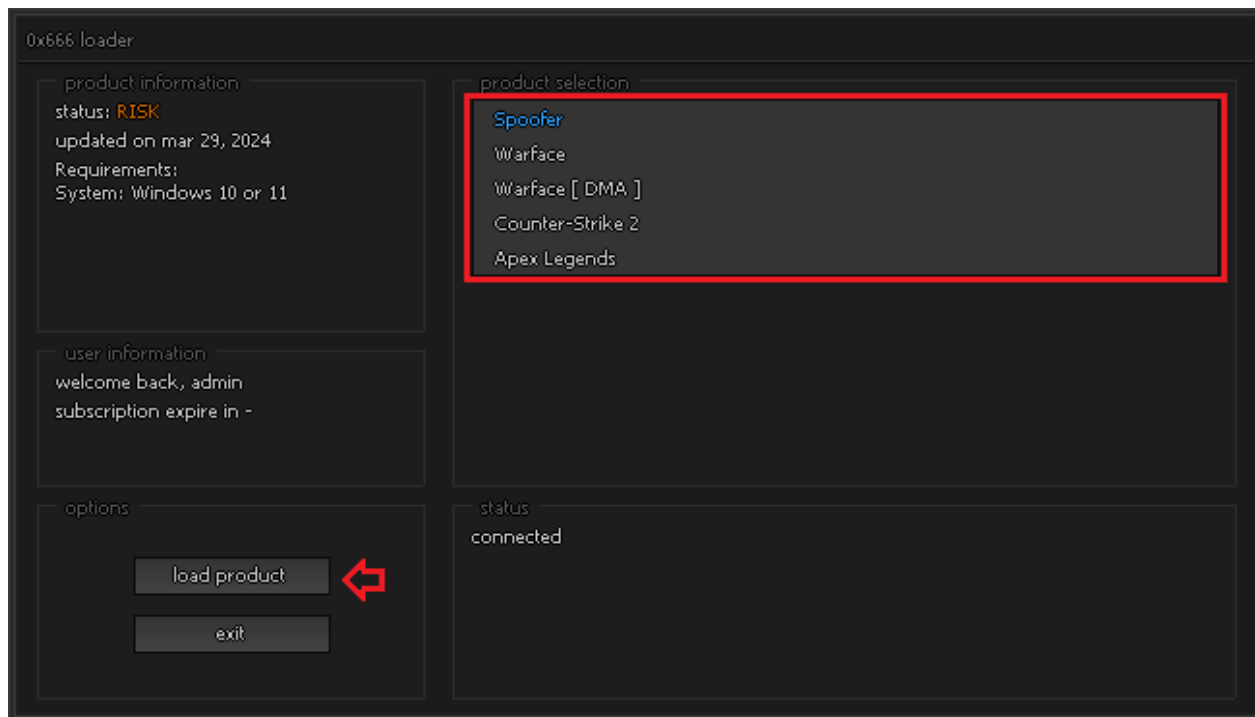 0x666 loader
product information
status: RISK
updated on mar 29, 2024
Requirements:
System: Windows 10 or 11
product selection
Spoofer
Warface
Warface [ DMA ]
Counter-Strike 2
Apex Legends
user information
welcome back, admin
subscription expire in -
options
load product
exit
status
connected